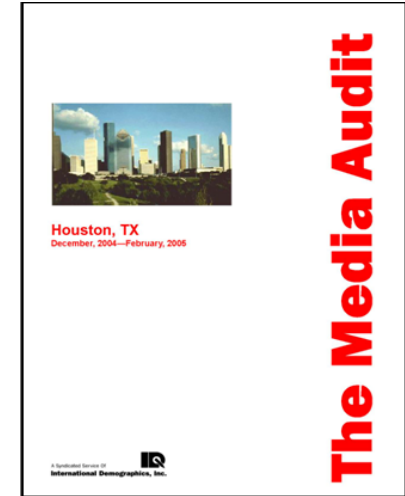 The Media Audit
Houston, TX
December, 2004—February, 2005
A Syndicated Service Of
International Demographics, Inc.